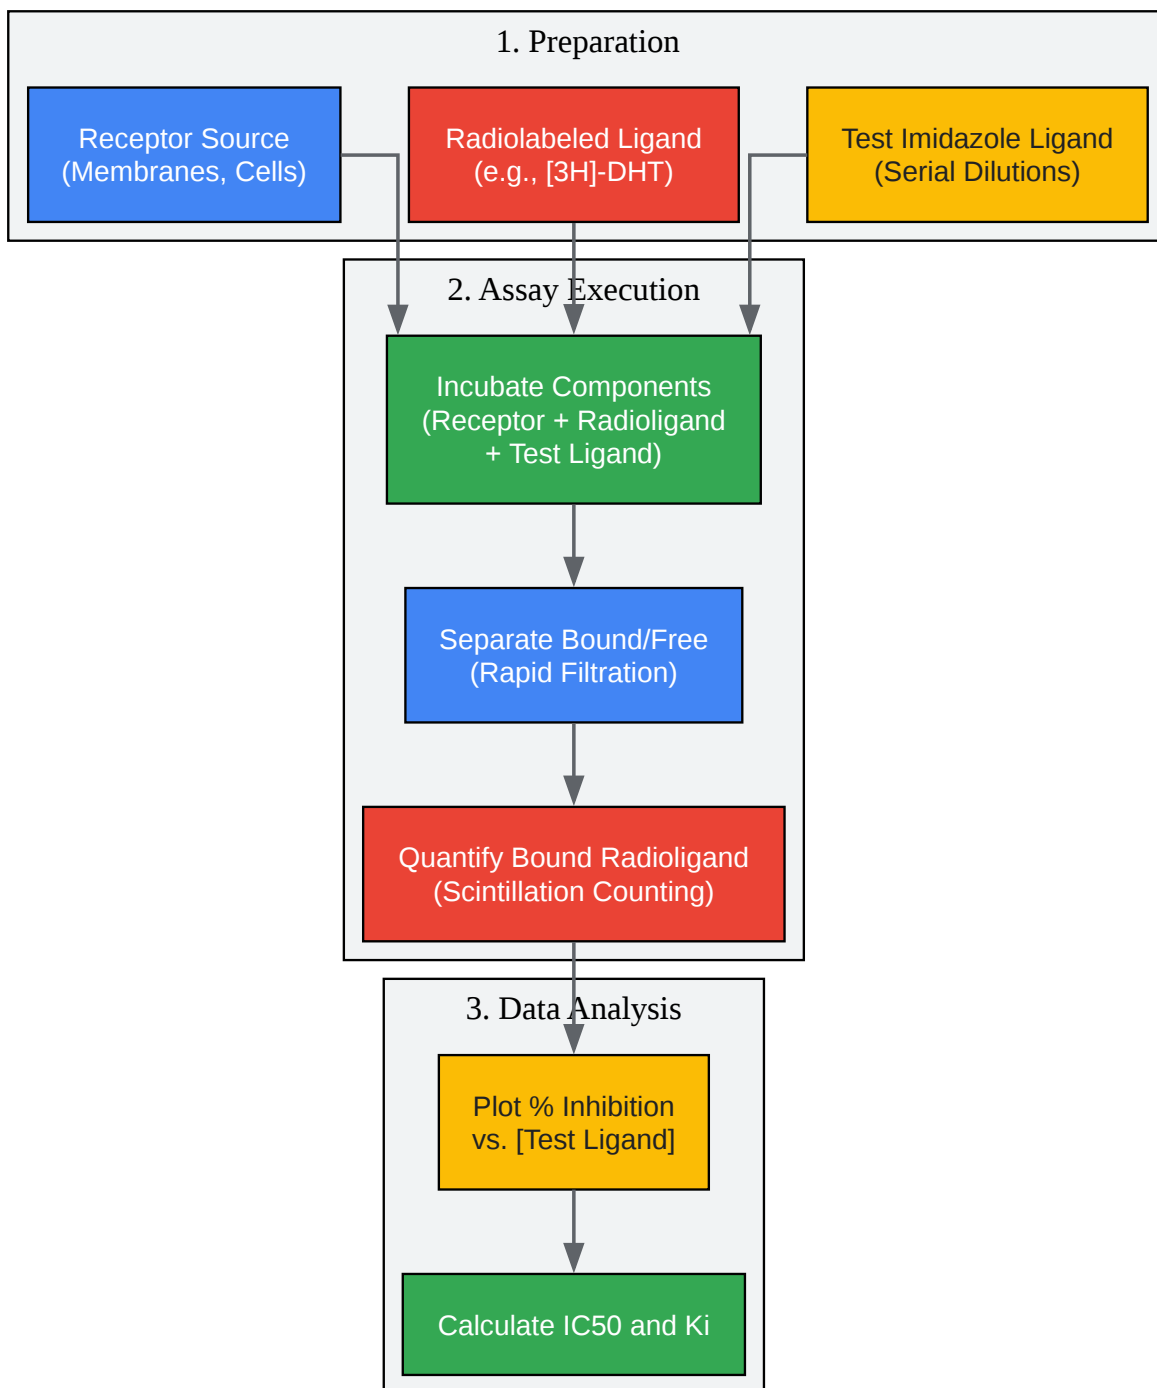 1. Preparation
Receptor Source
(Membranes, Cells)
Radiolabeled Ligand
(e.g., [3H]-DHT)
Test Imidazole Ligand
(Serial Dilutions)
2. Assay Execution
Incubate Components
(Receptor + Radioligand
+ Test Ligand)
Separate Bound/Free
(Rapid Filtration)
Quantify Bound Radioligand
(Scintillation Counting)
3. Data Analysis
Plot % Inhibition
vs. [Test Ligand]
Calculate IC50 and Ki